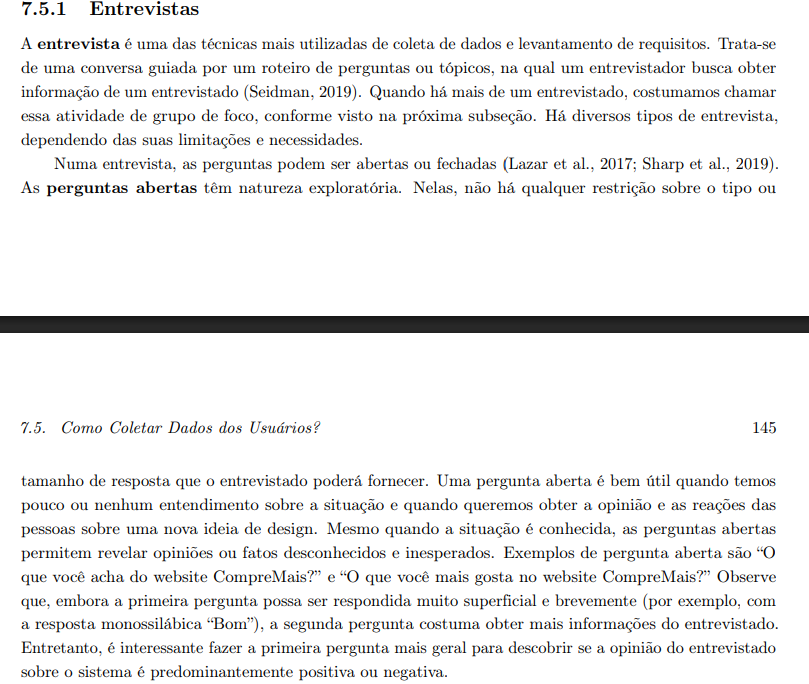 7.5.1 Entrevistas
A entrevista é uma das técnicas mais utilizadas de coleta de dados e levantamento de requisitos. Trata-se
de uma conversa guiada por um roteiro de perguntas ou tópicos, na qual um entrevistador busca obter
informação de um entrevistado (Seidman, 2019). Quando há mais de um entrevistado, costumamos chamar
essa atividade de grupo de foco, conforme visto na próxima subseção. Há diversos tipos de entrevista,
dependendo das suas limitações e necessidades.
Numa entrevista, as perguntas podem ser abertas ou fechadas (Lazar et al., 2017; Sharp et al., 2019).
As perguntas abertas têm natureza exploratória. Nelas, não há qualquer restrição sobre o tipo ou
7.5. Como Coletar Dados dos Usuários? 145
tamanho de resposta que o entrevistado poderá fornecer. Uma pergunta aberta é bem útil quando temos
pouco ou nenhum entendimento sobre a situação e quando queremos obter a opinião e as reações das
pessoas sobre uma nova ideia de design. Mesmo quando a situação é conhecida, as perguntas abertas
permitem revelar opiniões ou fatos desconhecidos e inesperados. Exemplos de pergunta aberta são “O
que você acha do website CompreMais?” e “O que você mais gosta no website CompreMais?” Observe
que, embora a primeira pergunta possa ser respondida muito superficial e brevemente (por exemplo, com
a resposta monossilábica “Bom”), a segunda pergunta costuma obter mais informações do entrevistado.
Entretanto, é interessante fazer a primeira pergunta mais geral para descobrir se a opinião do entrevistado
sobre o sistema é predominantemente positiva ou negativa.